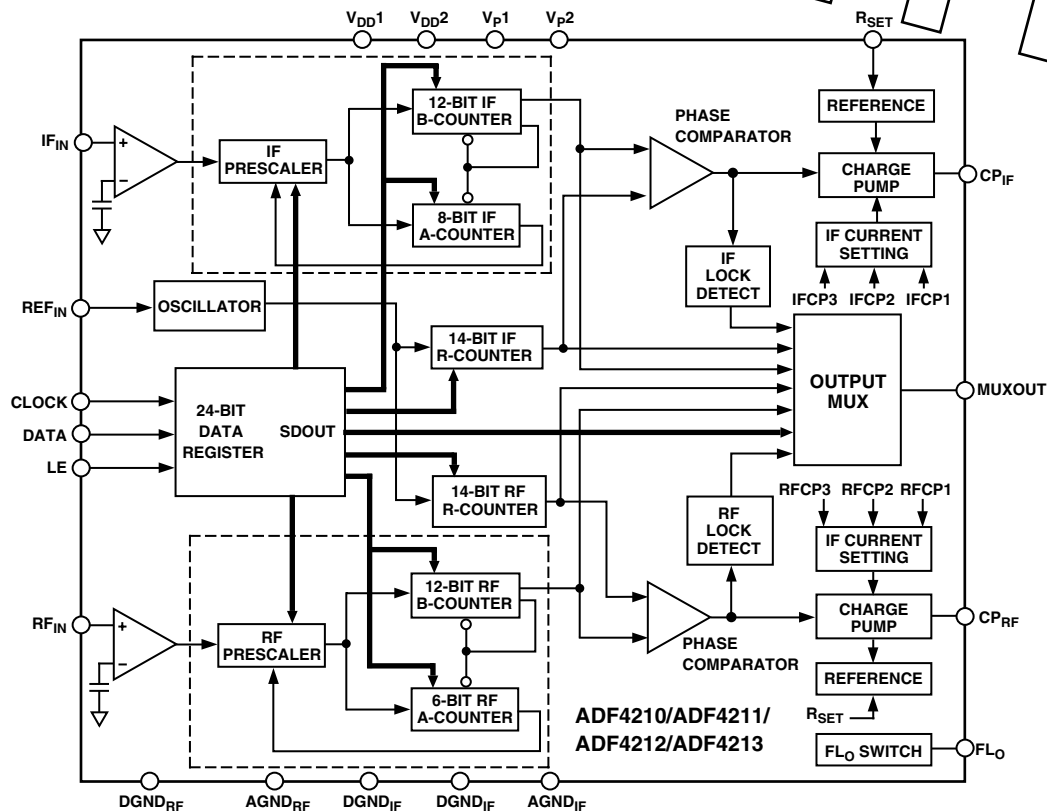 VDD1 VDD2 VP1 VP2 RSET
12-BIT IF
B-COUNTER
REFERENCE
PHASE
COMPARATOR
IFIN
+
−
IF
PRESCALER
CHARGE
PUMP
CPIF
8-BIT IF
A-COUNTER
IF CURRENT
SETTING
IF
LOCK
DETECT
IFCP3 IFCP2 IFCP1
REFIN
OSCILLATOR
14-BIT IF
R-COUNTER
OUTPUT
MUX
MUXOUT
CLOCK
DATA
LE
24-BIT
DATA
REGISTER
SDOUT
14-BIT RF
R-COUNTER
RFCP3 RFCP2 RFCP1
RF
LOCK
DETECT
IF CURRENT
SETTING
12-BIT RF
B-COUNTER
CHARGE
PUMP
CPRF
RFIN
+
−
RF
PRESCALER
PHASE
COMPARATOR
REFERENCE
6-BIT RF
A-COUNTER
RSET
ADF4210/ADF4211/
ADF4212/ADF4213
FLO SWITCH
FLO
DGNDRF AGNDRF DGNDIF DGNDIF AGNDIF